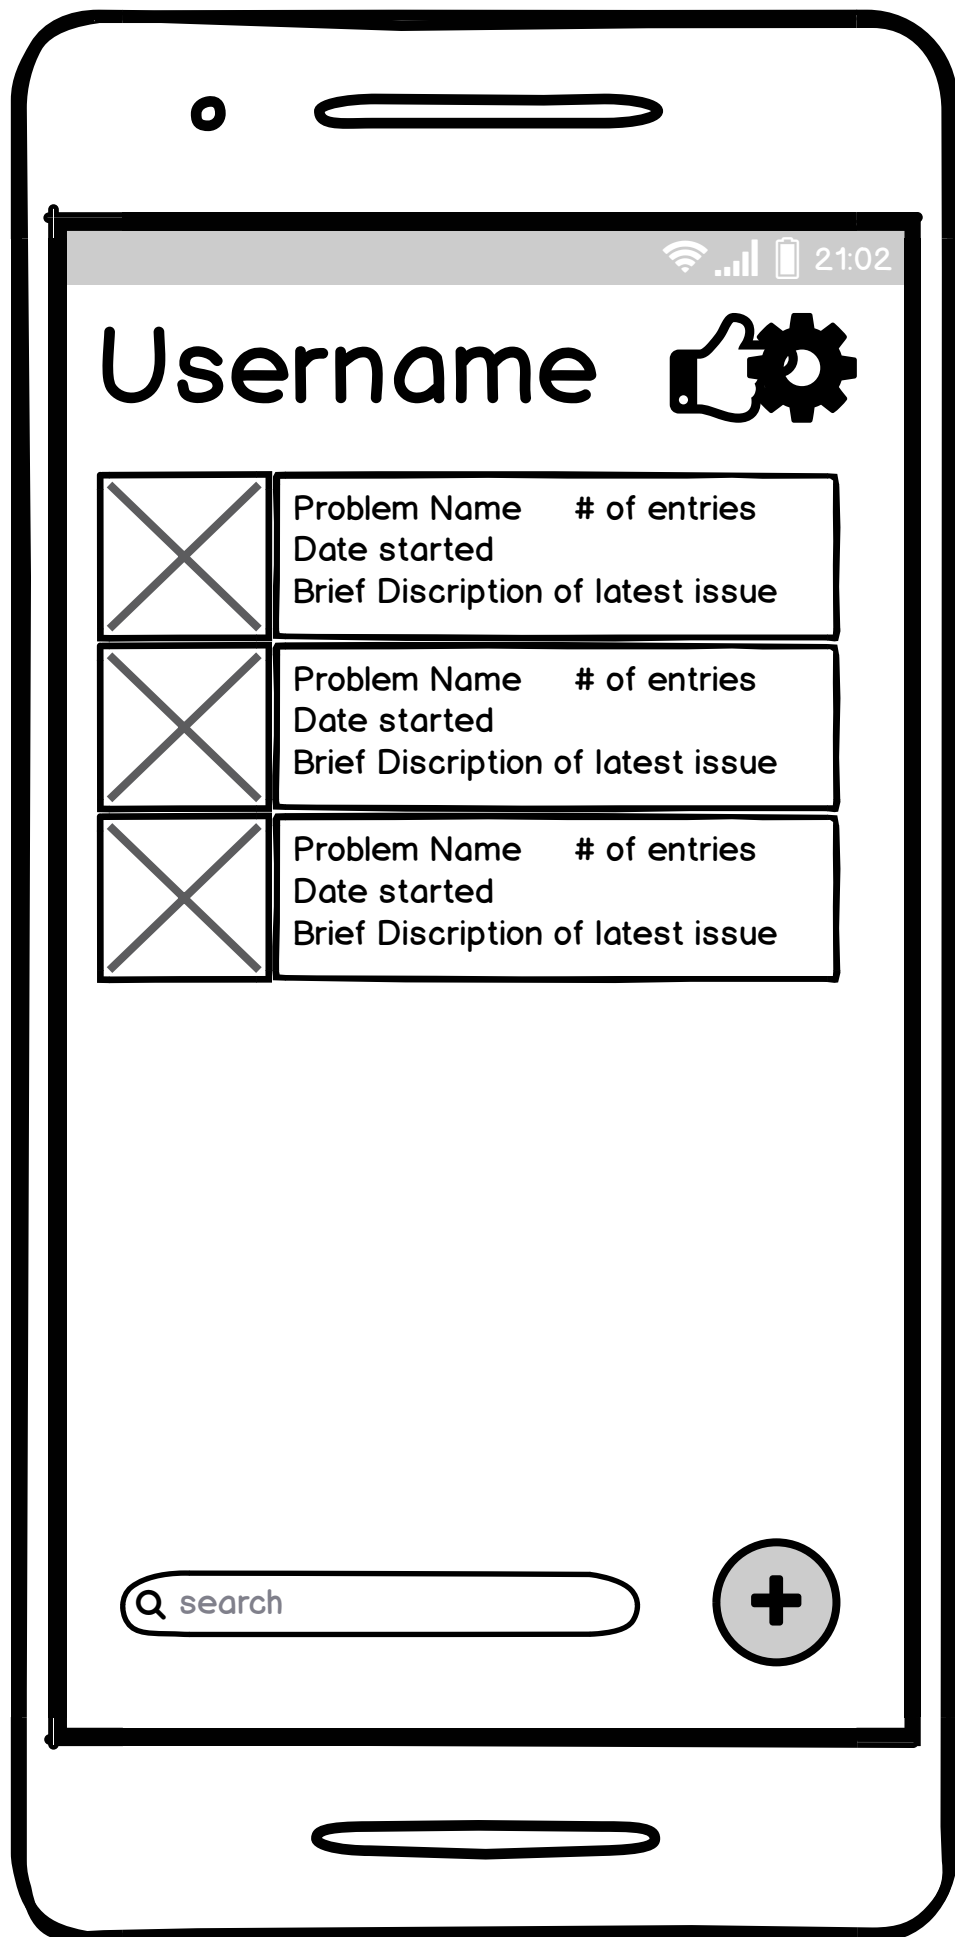 21:02
Username
Problem Name # of entries
Date started
Brief Discription of latest issue
Problem Name # of entries
Date started
Brief Discription of latest issue
Problem Name # of entries
Date started
Brief Discription of latest issue
search